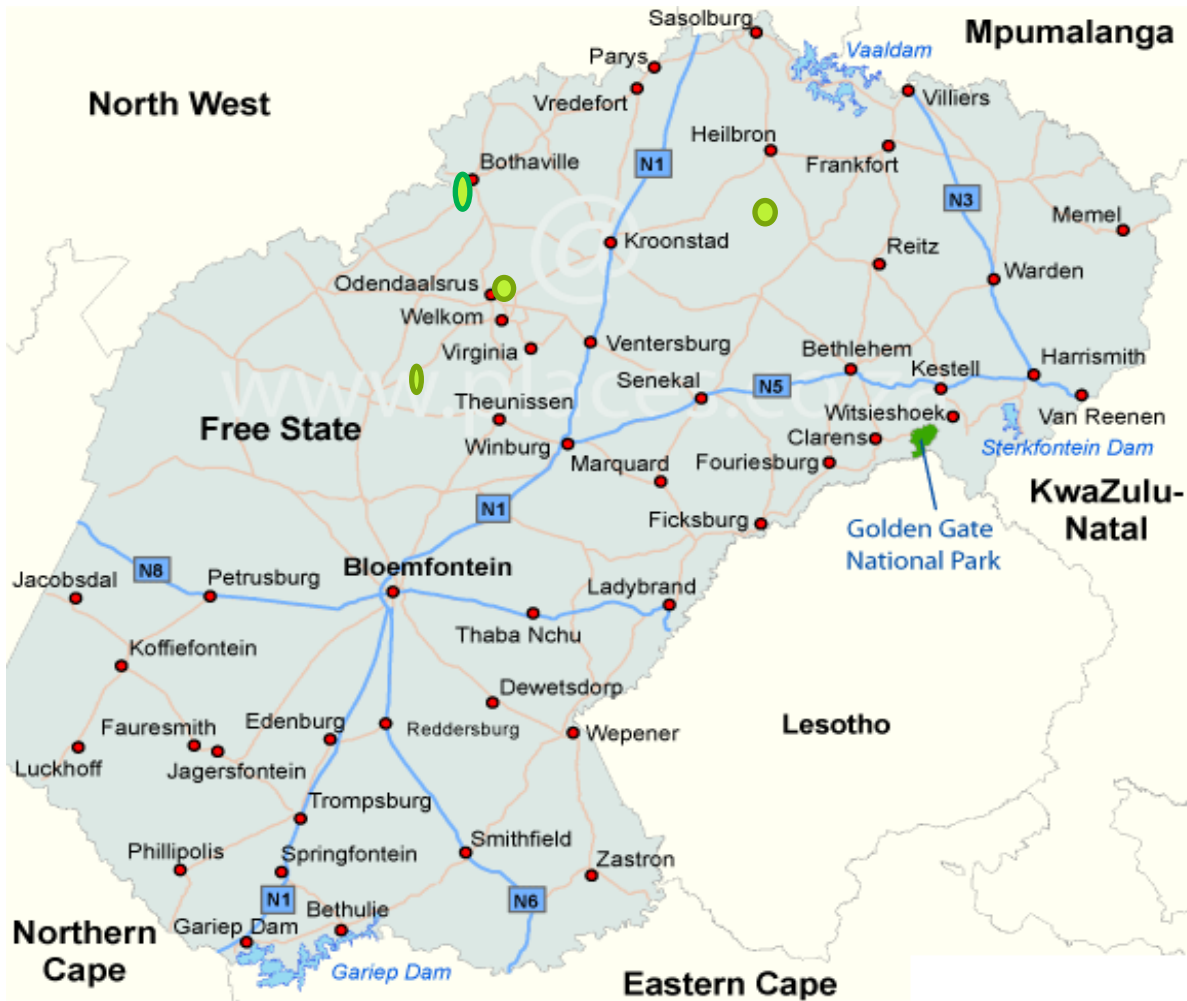 Sasolburg
Mpumalanga
Vaaldam
Parys
North West
Vredefort
Villiers
Heilbron
Frankfort
Bothaville
N1
N3
Memel
@
Kroonstad
Reitz
Warden
Odendaalsrus
Welkom
Virginia
Ventersburg
Bethlehem
Harrismith
Kestell
Senekal
N5
www.places.co.za
Theunissen
Witsieshoek
Van Reenen
Free State
Winburg
Clarens
Sterkfontein Dam
Marquard
Fouriesburg
KwaZulu-
Natal
N1
Ficksburg
Golden Gate
National Park
Bloemfontein
N8
Jacobsdal
Petrusburg
Ladybrand
Thaba Nchu
Koffiefontein
Dewetsdorp
Fauresmith
Edenburg
Reddersburg
Wepener
Lesotho
Luckhoff
Jagersfontein
Trompsburg
Smithfield
Phillipolis
Springfontein
Zastron
N1
N6
Bethulie
Northern
Cape
Gariep Dam
Gariep Dam
Eastern Cape